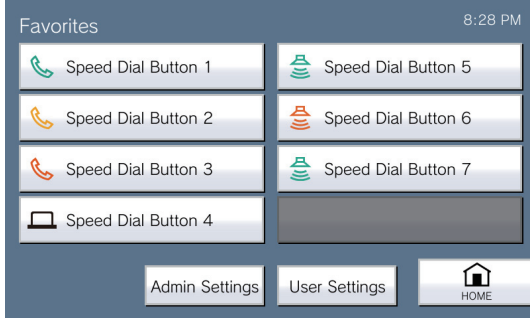 Favorites
8:28 PM
Speed Dial Button 1
Speed Dial Button 5
Speed Dial Button 2
Speed Dial Button 6
Speed Dial Button 3
Speed Dial Button 7
Speed Dial Button 4
Admin Settings
User Settings
HOME